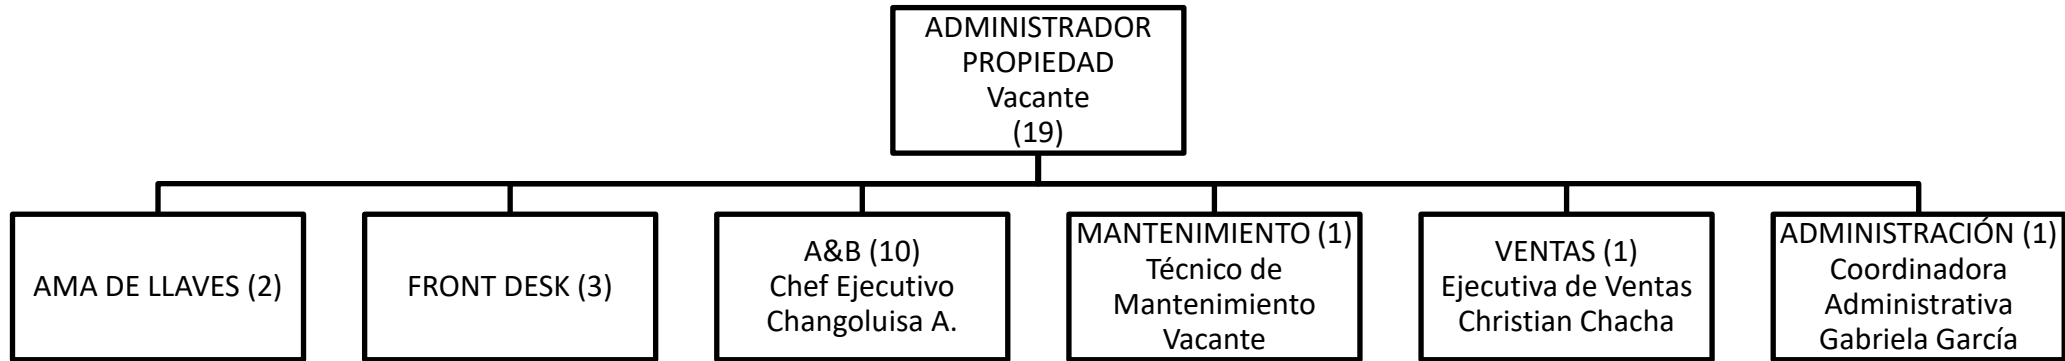 ADMINISTRADOR
PROPIEDAD
Vacante
(19)
AMA DE LLAVES (2)
FRONT DESK (3)
A&B (10)
Chef Ejecutivo
Changoluisa A.
MANTENIMIENTO (1)
Técnico de
Mantenimiento
Vacante
VENTAS (1)
Ejecutiva de Ventas
Christian Chacha
ADMINISTRACIÓN (1)
Coordinadora
Administrativa
Gabriela García